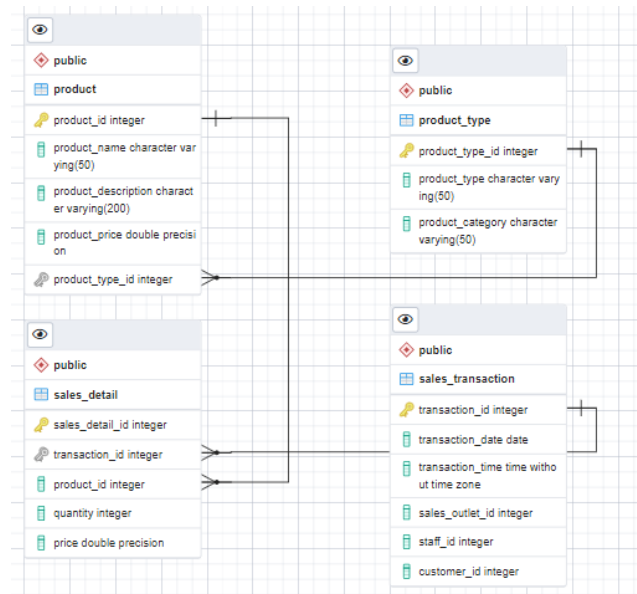 public
product
product_id integer
product_name character var
ying(50)
product_description charact
er varying(200)
product_price double precisi
on
product_type_id integer
public
product_type
product_type_id integer
product_type character vary
ing(50)
product_category character
varying(50)
public
sales_detail
sales_detail_id integer
transaction_id integer
product_id integer
quantity integer
price double precision
public
sales_transaction
transaction_id integer
transaction_date date
transaction_time time witho
ut time zone
sales_outlet_id integer
staff_id integer
customer_id integer